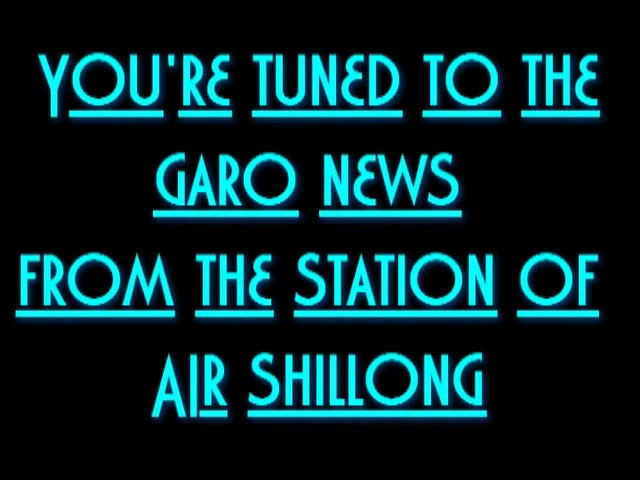 YOU'RE TUNED TO THE
GARO NEWS
FROM THE STATION OF
AIR SHILLONG